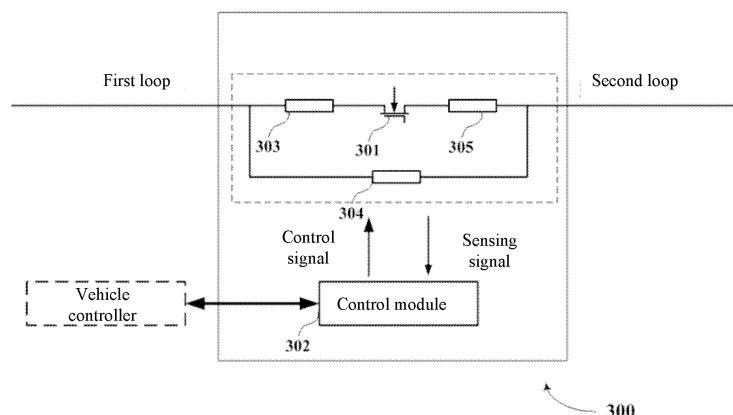 First loop
Second loop
303
301
305
304
Control
signal
Sensing
signal
Vehicle
controller
Control module
302
300